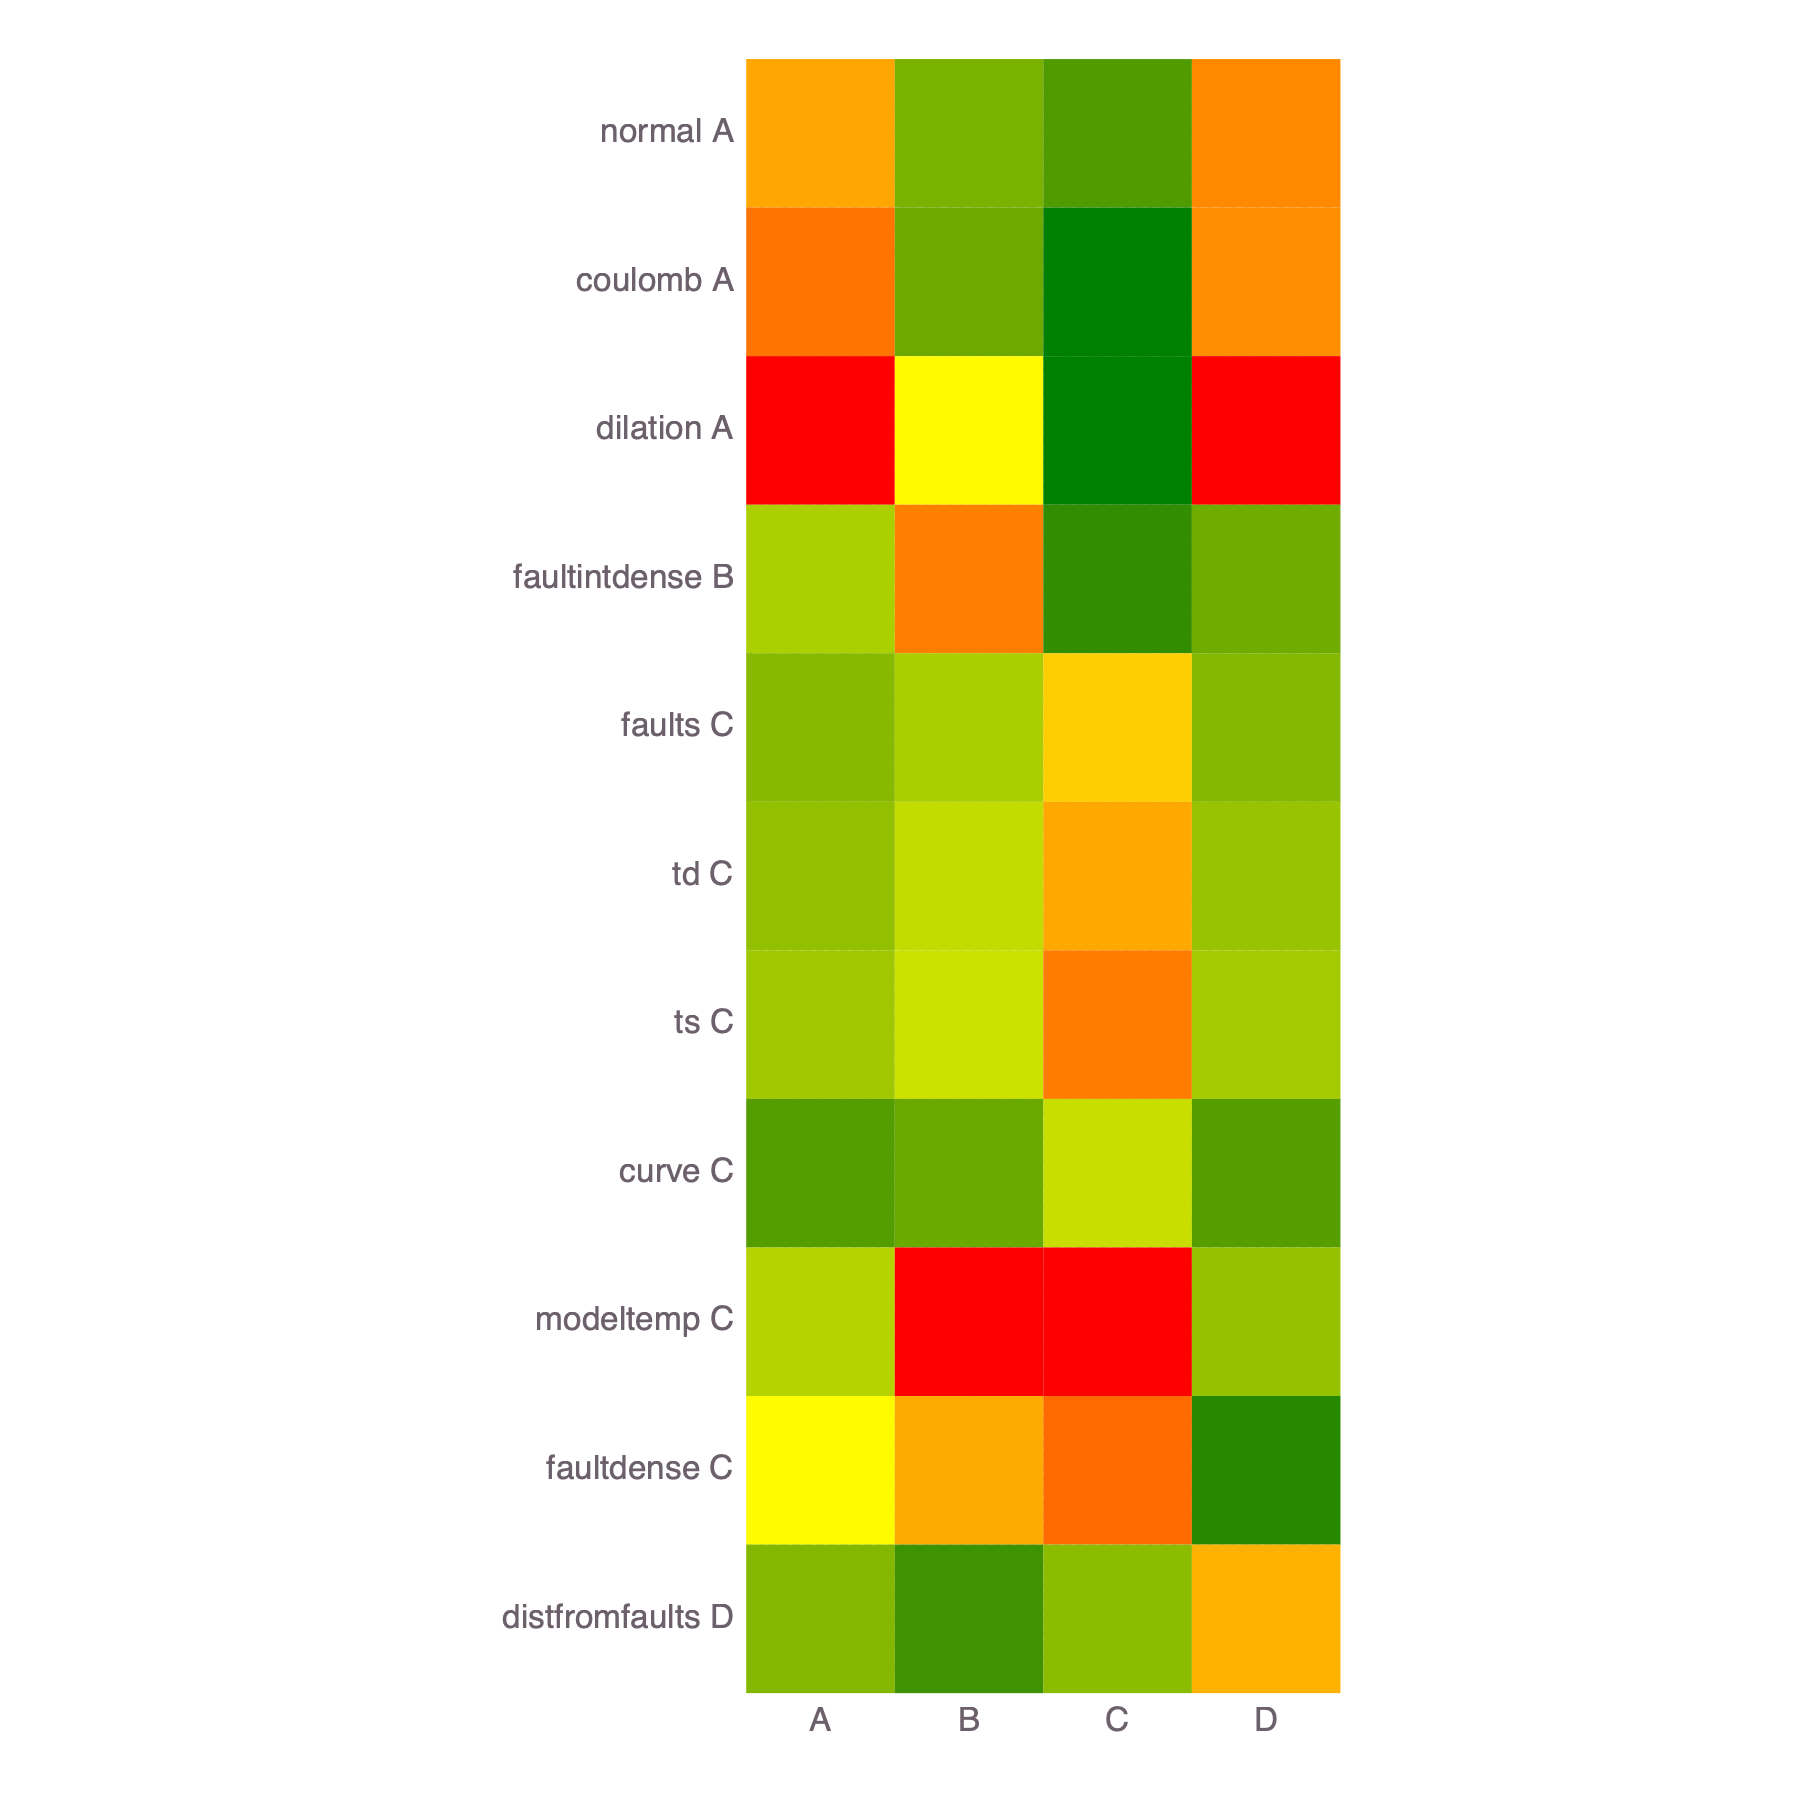 normal A
coulomb A
dilation A
faultintdense B
faults C
td C
ts C
curve C
modeltemp C
faultdense C
distfromfaults D
A B C D